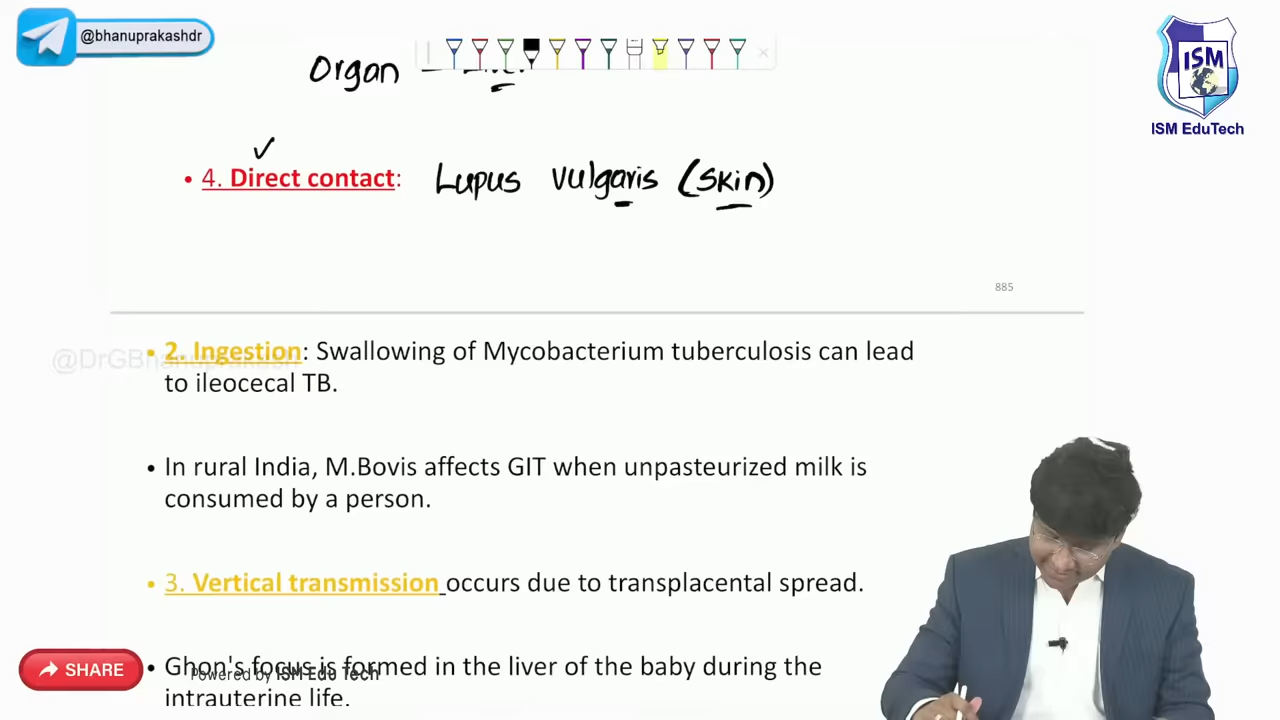 @bhanuprakashdr
ISM
ISM EduTech
Organ – Liver
✓
• 4. Direct contact: Lupus vulgaris (skin)
885
@DrGBhanuprakash
• 2. Ingestion: Swallowing of Mycobacterium tuberculosis can lead
to ileocecal TB.
• In rural India, M.Bovis affects GIT when unpasteurized milk is
consumed by a person.
• 3. Vertical transmission occurs due to transplacental spread.
SHARE
• Ghon's focus is formed in the liver of the baby during the
Powered by ISM Edu Tech
intrauterine life.